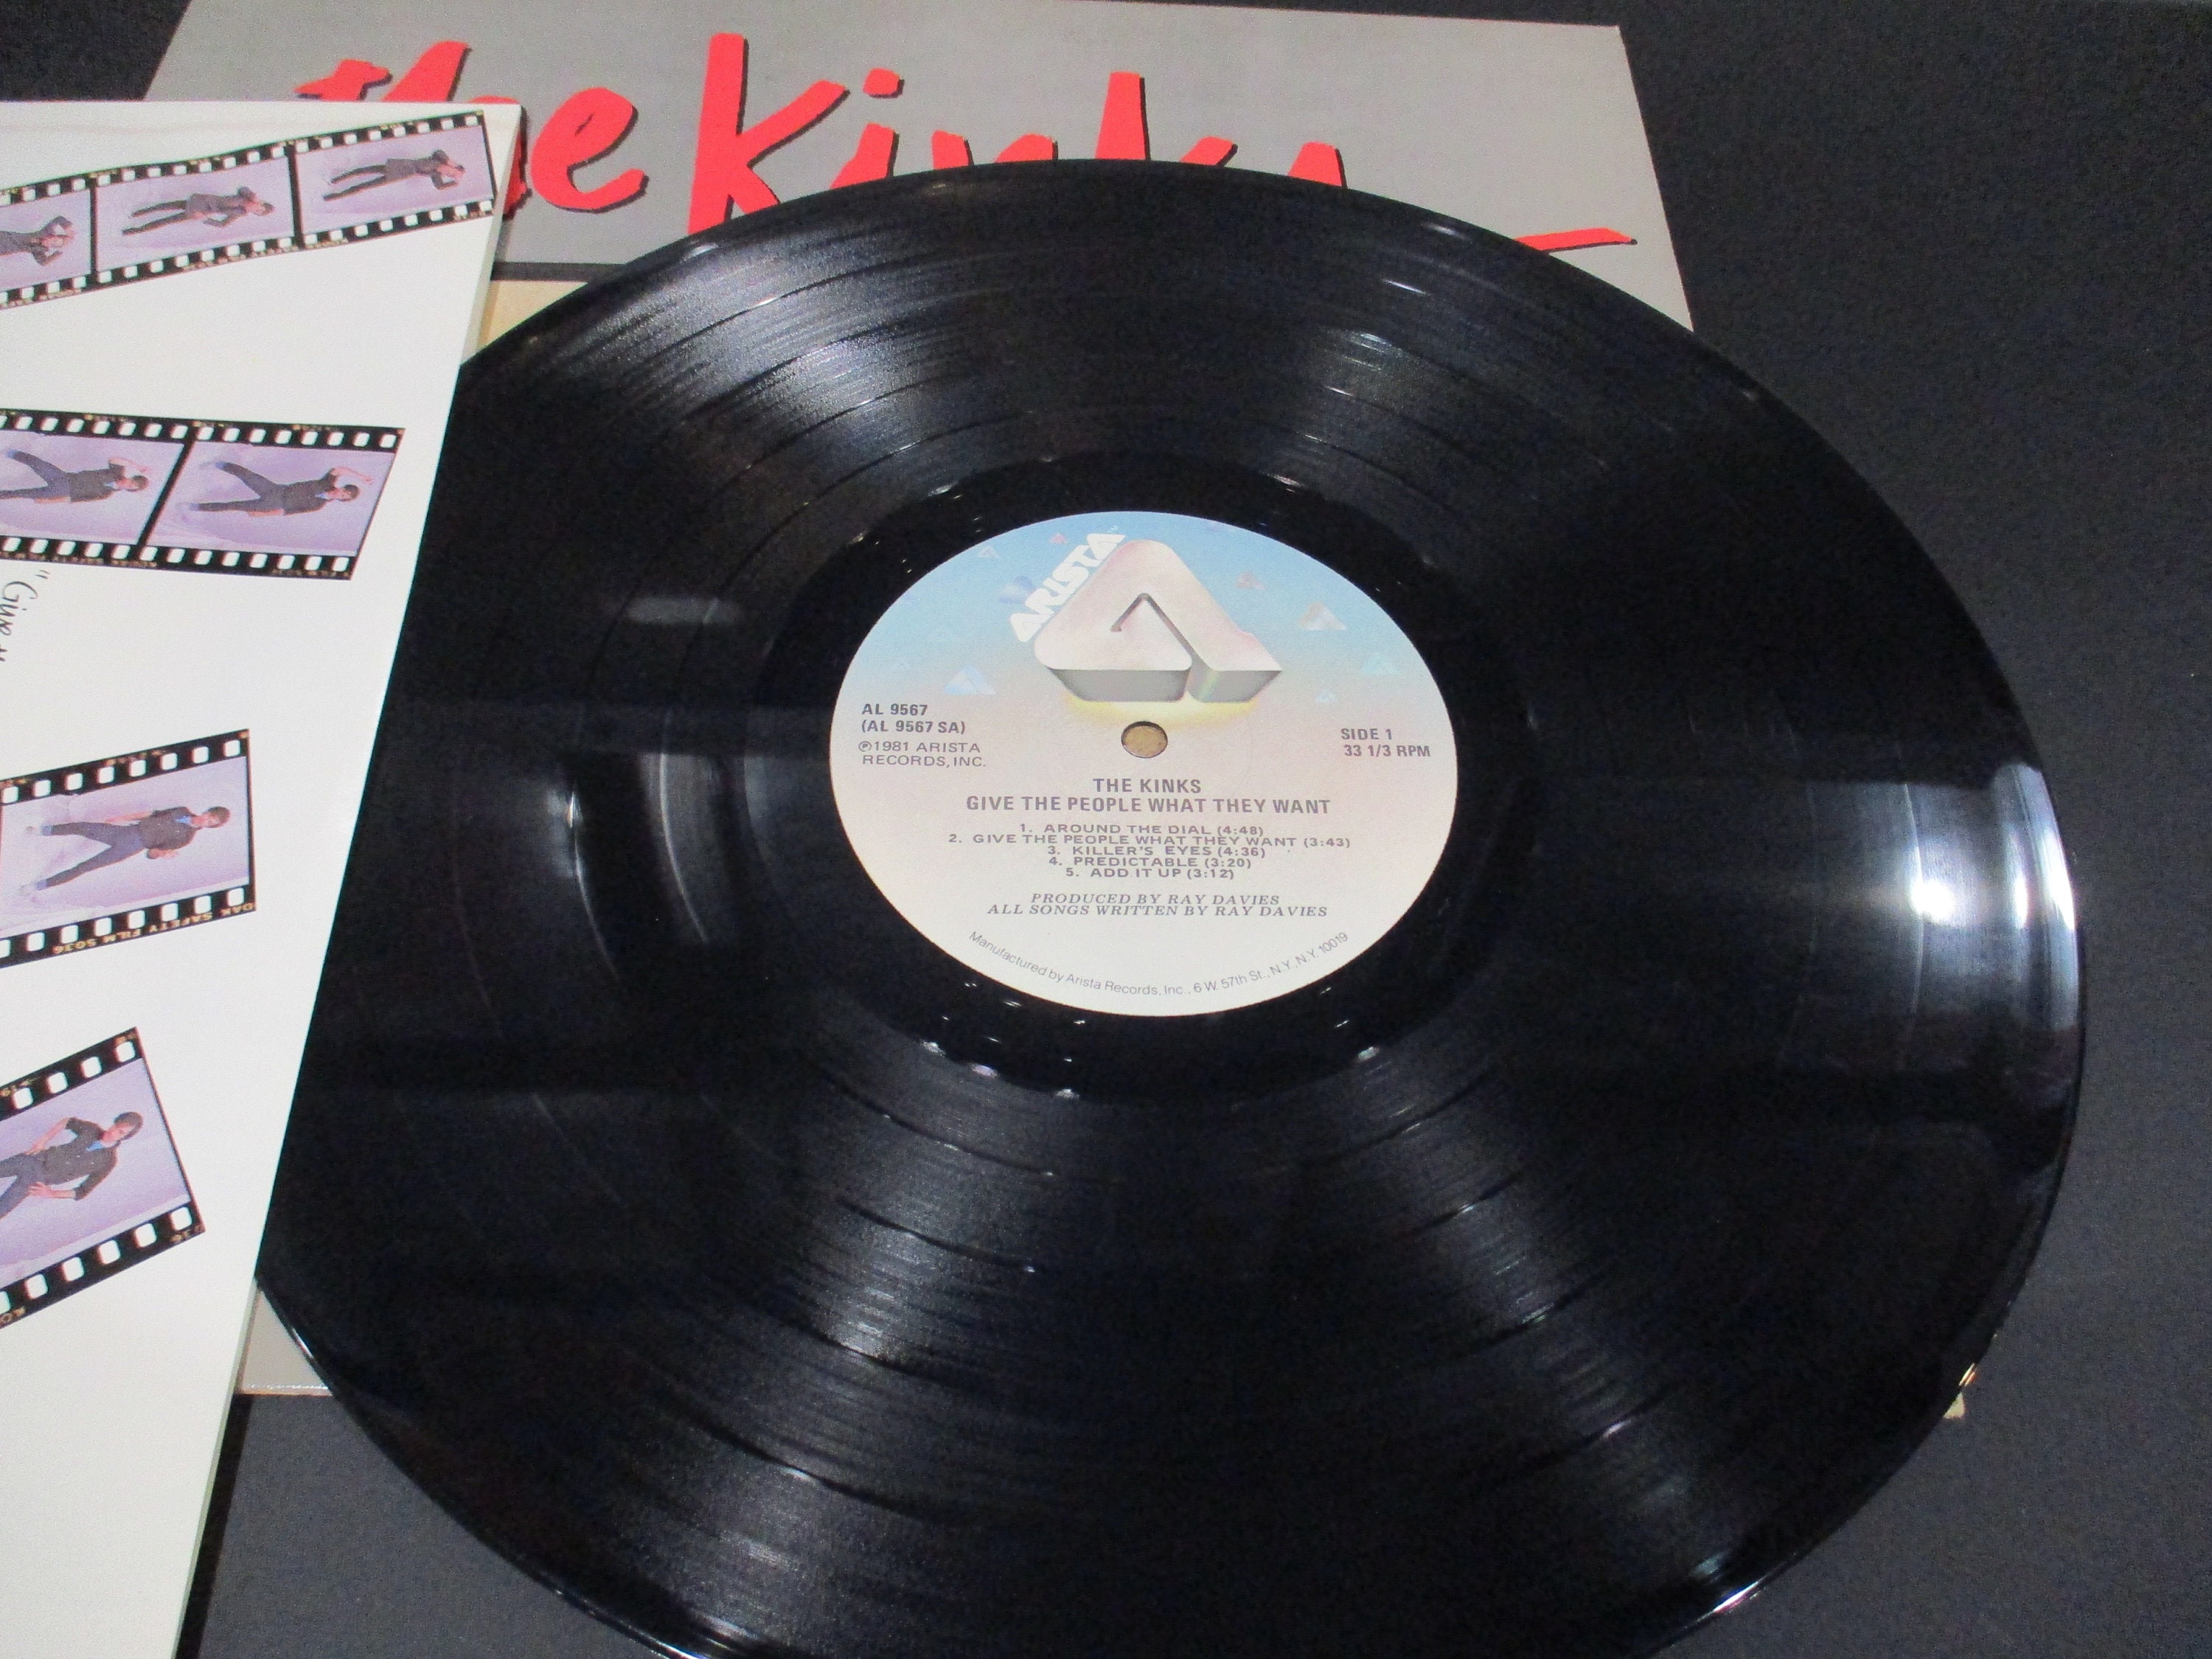 The Kinks
"Give
ARISTA
AL 9567
(AL 9567 SA)
℗1981 ARISTA
RECORDS, INC.
SIDE 1
33 1/3 RPM
THE KINKS
GIVE THE PEOPLE WHAT THEY WANT
1. AROUND THE DIAL (4:48)
2. GIVE THE PEOPLE WHAT THEY WANT (3:43)
3. KILLER'S EYES (4:36)
4. PREDICTABLE (3:20)
5. ADD IT UP (3:12)
PRODUCED BY RAY DAVIES
ALL SONGS WRITTEN BY RAY DAVIES
Manufactured by Arista Records, Inc., 6 W. 57th St., N.Y., N.Y. 10019
DAK SAFETY FILM 5036